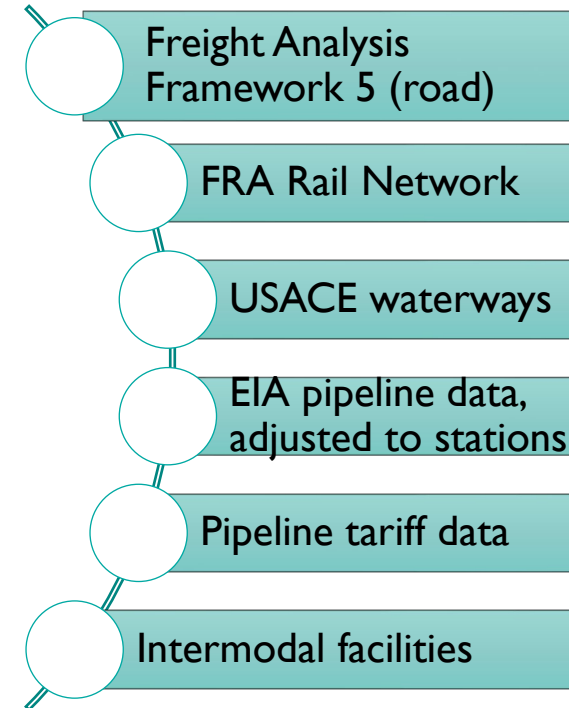 Freight Analysis
Framework 5 (road)
FRA Rail Network
USACE waterways
EIA pipeline data,
adjusted to stations
Pipeline tariff data
Intermodal facilities